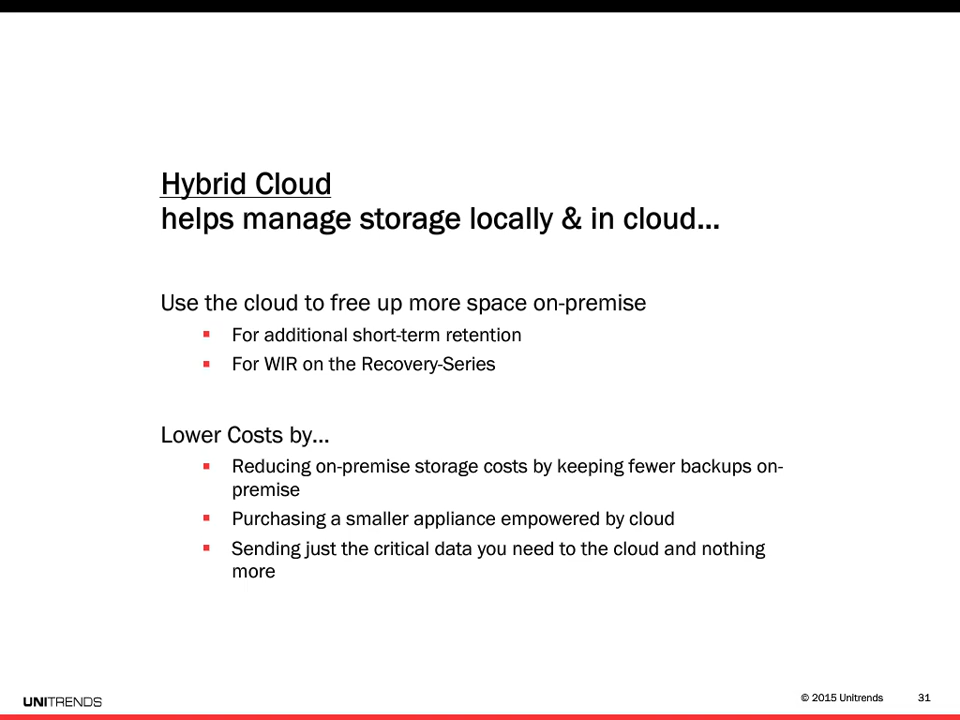 Hybrid Cloud
helps manage storage locally & in cloud...
Use the cloud to free up more space on-premise
▪ For additional short-term retention
▪ For WIR on the Recovery-Series
Lower Costs by...
▪ Reducing on-premise storage costs by keeping fewer backups on-
premise
▪ Purchasing a smaller appliance empowered by cloud
▪ Sending just the critical data you need to the cloud and nothing
more
UNITRENDS
© 2015 Unitrends 31